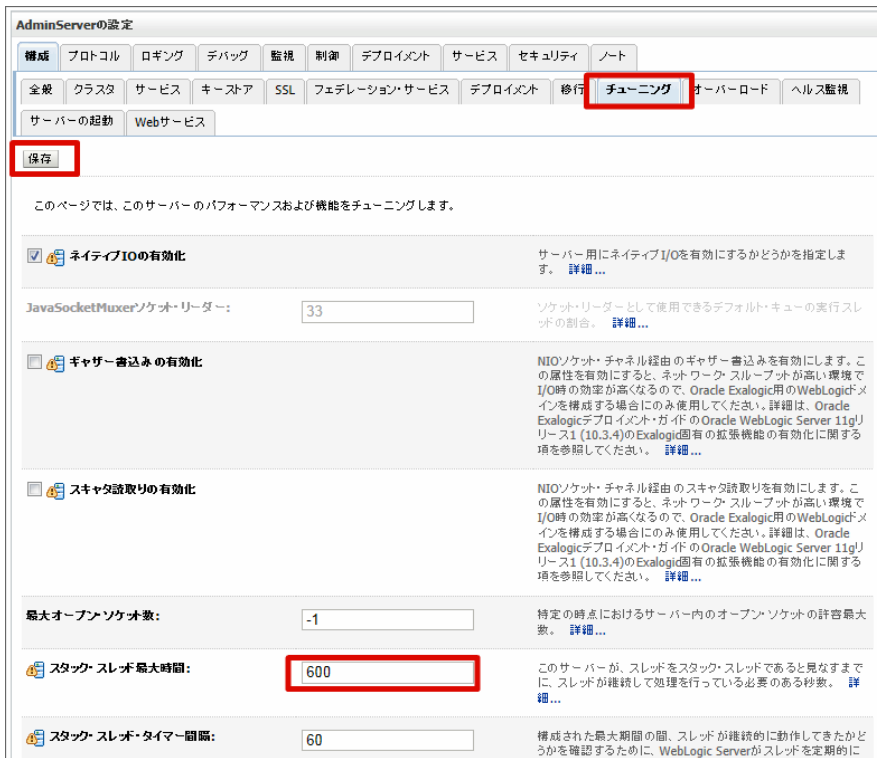 AdminServerの設定
構成 プロトコル ロギング デバッグ 監視 制御 デプロイメント サービス セキュリティ ノート
全般 クラスタ サービス キーストア SSL フェデレーション・サービス デプロイメント 移行 チューニング オーバーロード ヘルス監視
サーバーの起動 Webサービス
保存
このページでは、このサーバーのパフォーマンスおよび機能をチューニングします。
ネイティブIOの有効化
サーバー用にネイティブI/Oを有効にするかどうかを指定しま
す。 詳細...
JavaSocketMuxerソケット・リーダー:
33
ソケット・リーダーとして使用できるデフォルト・キューの実行スレ
ッドの割合。 詳細...
ギャザー書込みの有効化
NIOソケット・チャネル経由のギャザー書込みを有効にします。こ
の属性を有効にすると、ネットワーク・スループットが高い環境で
I/O時の効率が高くなるので、Oracle Exalogic用のWebLogicドメ
インを構成する場合にのみ使用してください。詳細は、Oracle
Exalogicデプロイメント・ガイドのOracle WebLogic Server 11gリ
リース1 (10.3.4)のExalogic固有の拡張機能の有効化に関する
項を参照してください。 詳細...
スキャタ読取りの有効化
NIOソケット・チャネル経由のスキャタ読取りを有効にします。こ
の属性を有効にすると、ネットワーク・スループットが高い環境で
I/O時の効率が高くなるので、Oracle Exalogic用のWebLogicドメ
インを構成する場合にのみ使用してください。詳細は、Oracle
Exalogicデプロイメント・ガイドのOracle WebLogic Server 11gリ
リース1 (10.3.4)のExalogic固有の拡張機能の有効化に関する
項を参照してください。 詳細...
最大オープン・ソケット数:
-1
特定の時点におけるサーバー内のオープン・ソケットの許容最大
数。 詳細...
スタック・スレッド最大時間:
600
このサーバーが、スレッドをスタック・スレッドであると見なすまで
に、スレッドが継続して処理を行っている必要のある秒数。 詳
細...
スタック・スレッド・タイマー間隔:
60
構成された最大期間の間、スレッドが継続的に動作してきたかど
うかを確認するために、WebLogic Serverがスレッドを定期的に